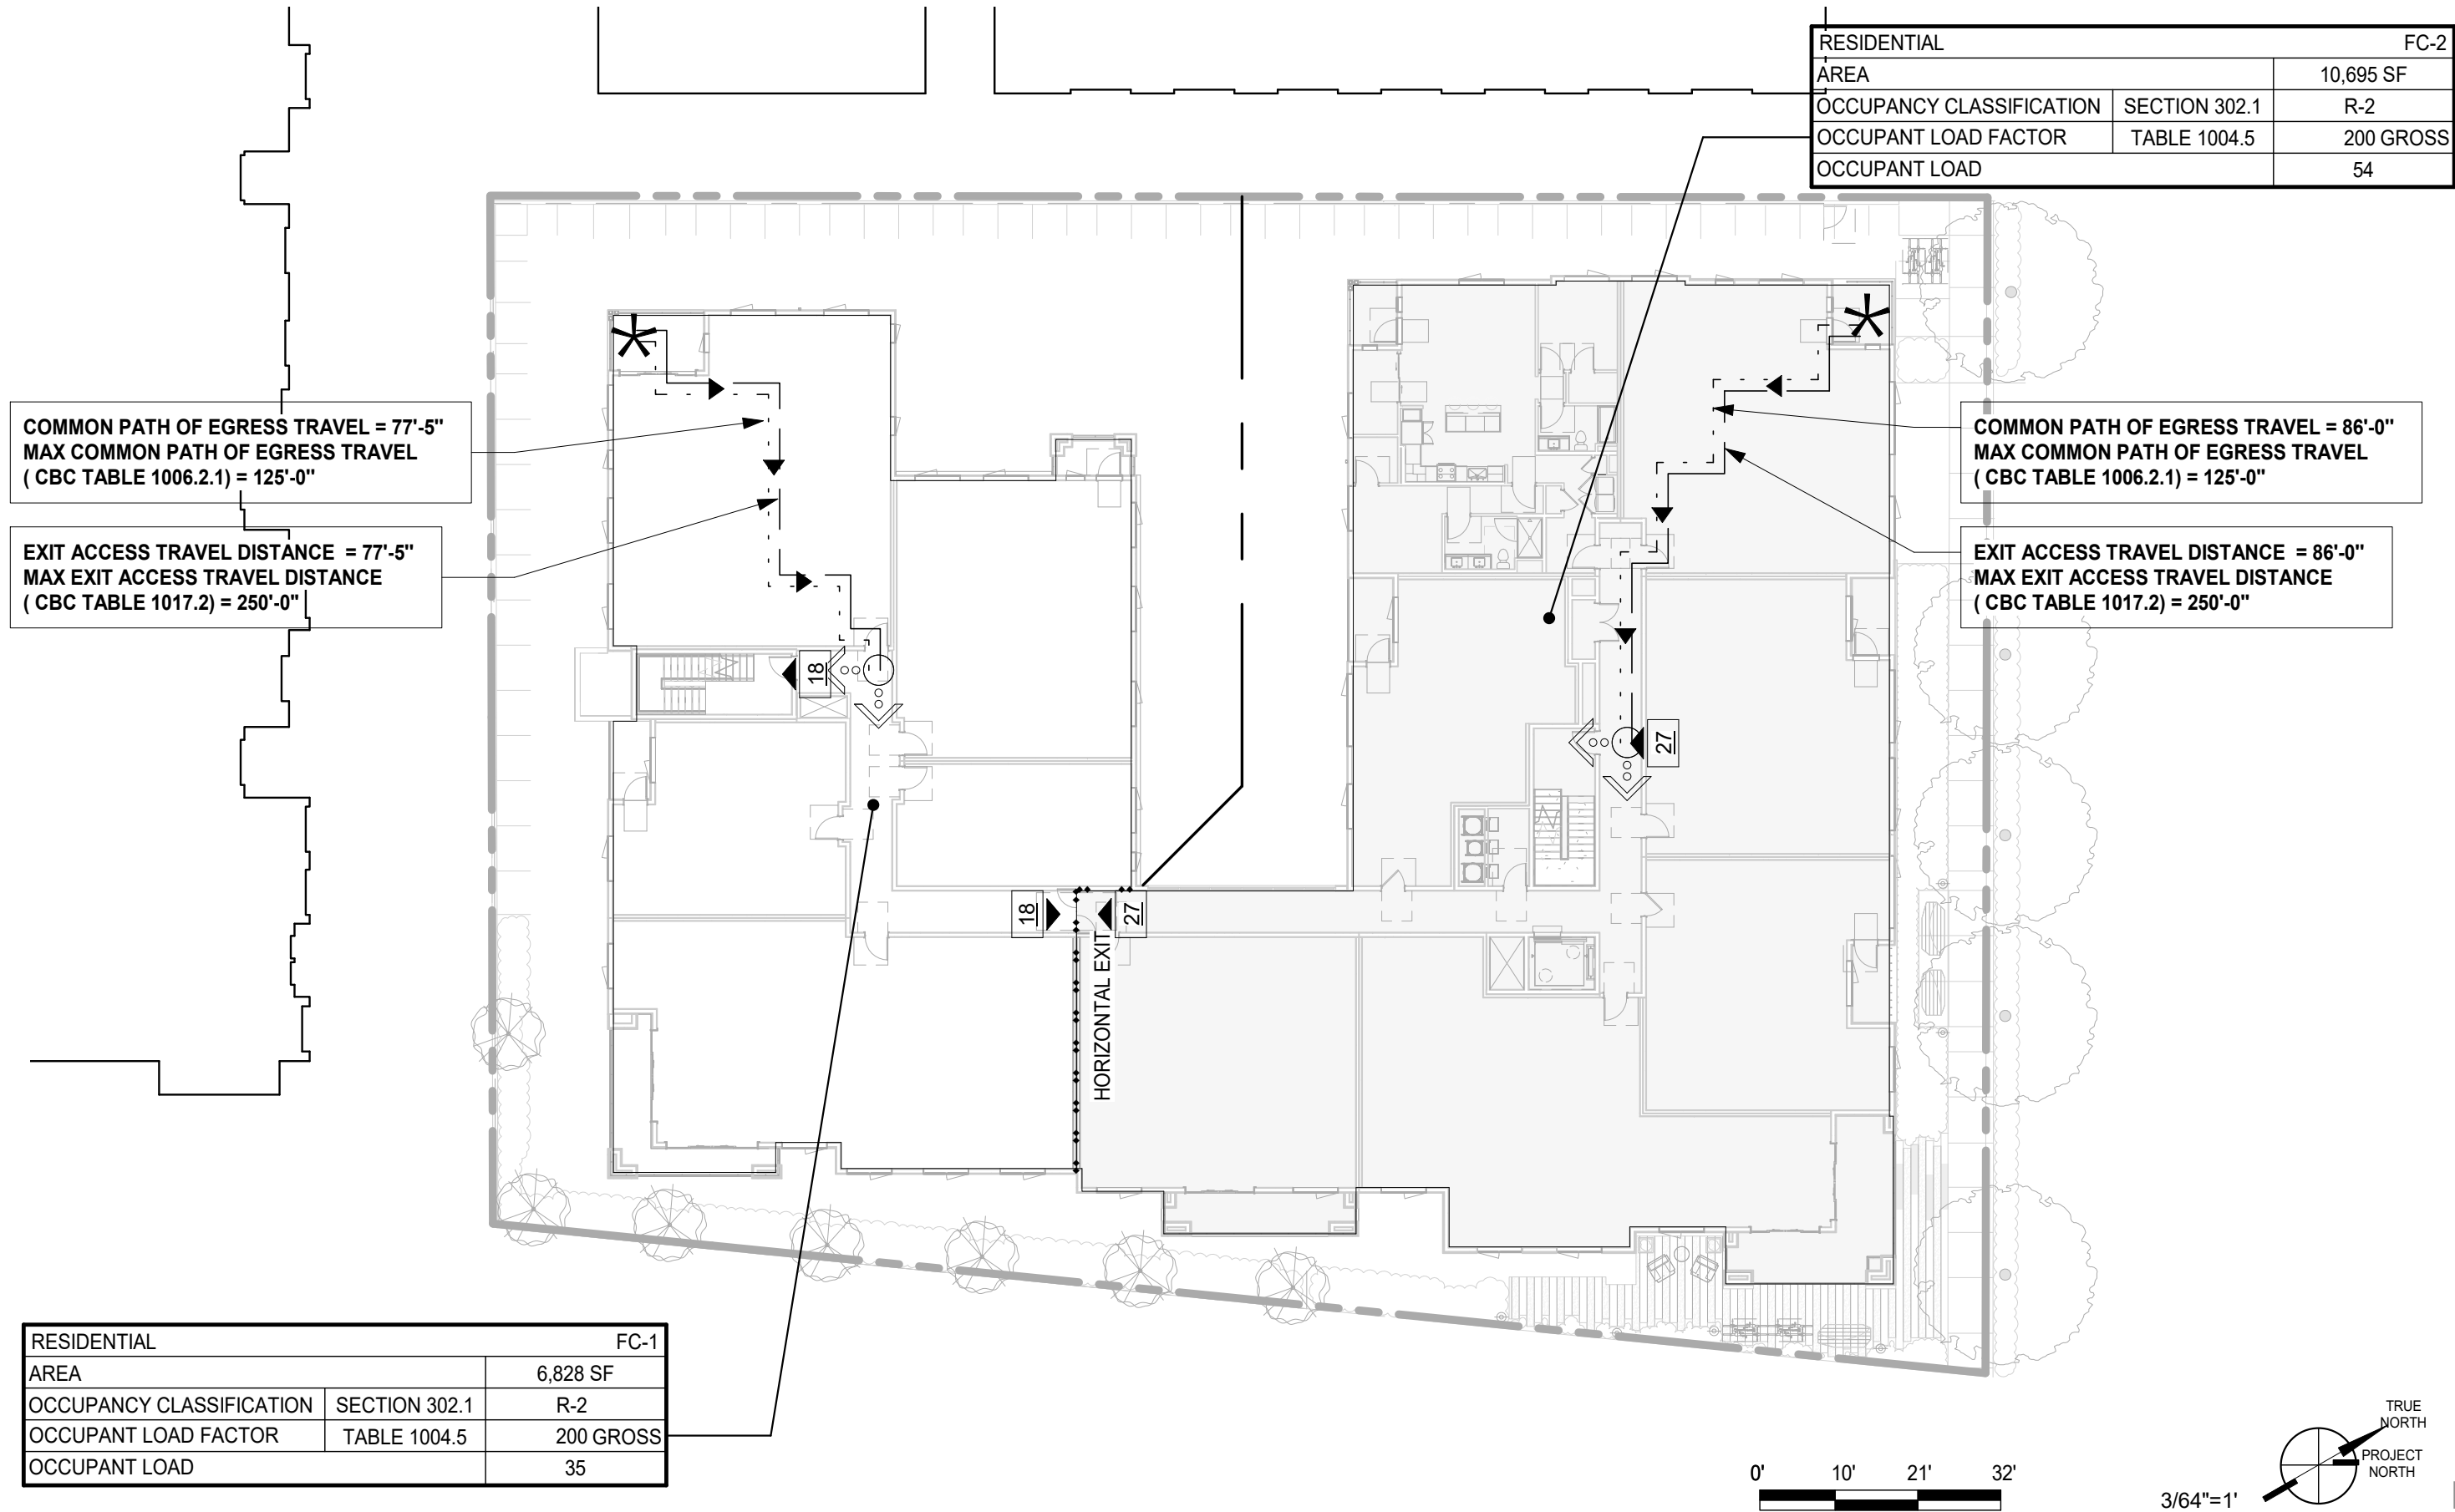 RESIDENTIAL FC-2
AREA 10,695 SF
OCCUPANCY CLASSIFICATION SECTION 302.1 R-2
OCCUPANT LOAD FACTOR TABLE 1004.5 200 GROSS
OCCUPANT LOAD 54
COMMON PATH OF EGRESS TRAVEL = 77'-5"
MAX COMMON PATH OF EGRESS TRAVEL
( CBC TABLE 1006.2.1) = 125'-0"
EXIT ACCESS TRAVEL DISTANCE = 77'-5"
MAX EXIT ACCESS TRAVEL DISTANCE
( CBC TABLE 1017.2) = 250'-0"
COMMON PATH OF EGRESS TRAVEL = 86'-0"
MAX COMMON PATH OF EGRESS TRAVEL
( CBC TABLE 1006.2.1) = 125'-0"
EXIT ACCESS TRAVEL DISTANCE = 86'-0"
MAX EXIT ACCESS TRAVEL DISTANCE
( CBC TABLE 1017.2) = 250'-0"
18
27
18
27
HORIZONTAL EXIT
RESIDENTIAL FC-1
AREA 6,828 SF
OCCUPANCY CLASSIFICATION SECTION 302.1 R-2
OCCUPANT LOAD FACTOR TABLE 1004.5 200 GROSS
OCCUPANT LOAD 35
0' 10' 21' 32'
3/64"=1'
TRUE
NORTH
PROJECT
NORTH